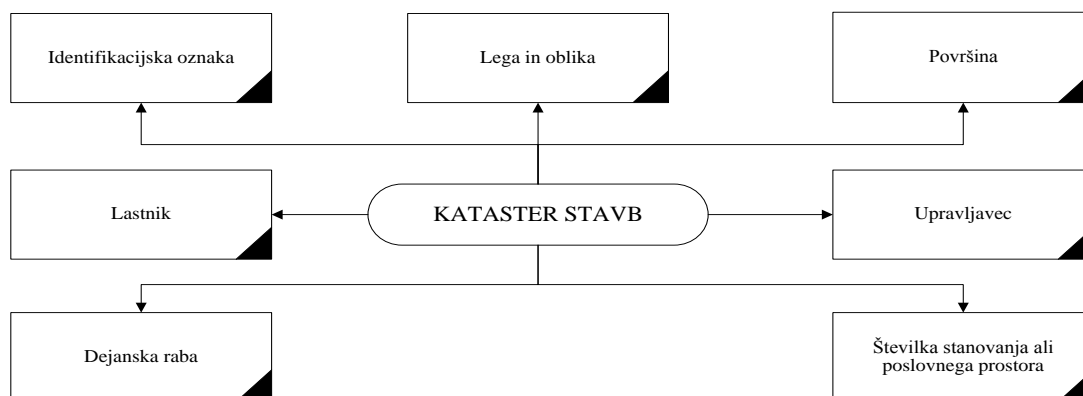 Identifikacijska oznaka
Lega in oblika
Površina
Lastnik
KATASTER STAVB
Upravljavec
Dejanska raba
Številka stanovanja ali
poslovnega prostora